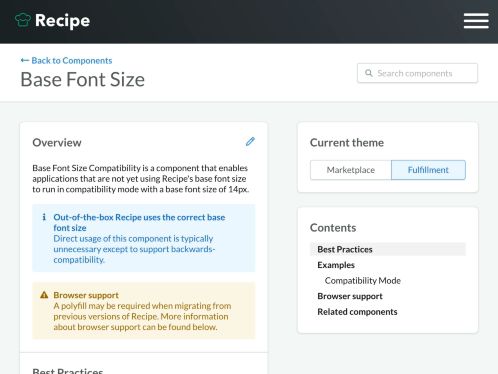 Recipe
← Back to Components
Base Font Size
Search components
Overview
Base Font Size Compatibility is a component that enables
applications that are not yet using Recipe's base font size
to run in compatibility mode with a base font size of 14px.
Out-of-the-box Recipe uses the correct base
font size
Direct usage of this component is typically
unnecessary except to support backwards-
compatibility.
Browser support
A polyfill may be required when migrating from
previous versions of Recipe. More information
about browser support can be found below.
Best Practices
Current theme
Marketplace
Fulfillment
Contents
Best Practices
Examples
Compatibility Mode
Browser support
Related components